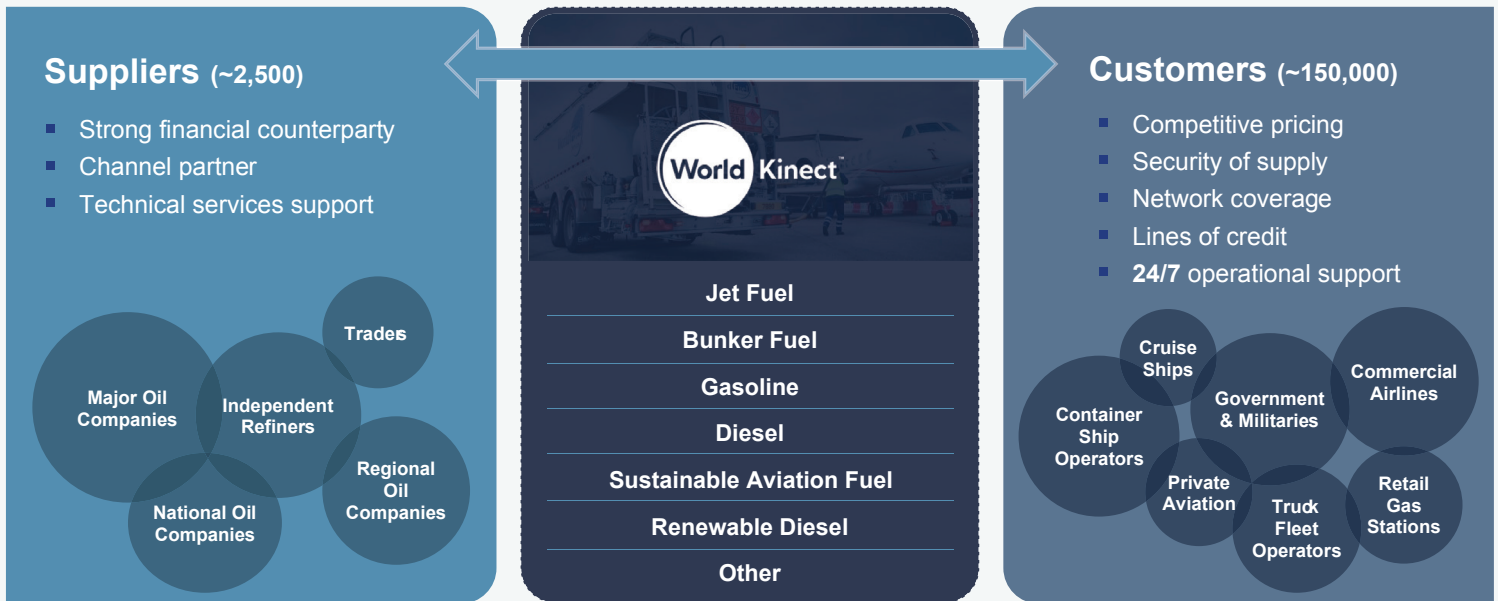 Suppliers (~2,500)
▪ Strong financial counterparty
▪ Channel partner
▪ Technical services support
Trades
Major Oil
Companies
Independent
Refiners
Regional
Oil
Companies
National Oil
Companies
World Kinect™
Jet Fuel
Bunker Fuel
Gasoline
Diesel
Sustainable Aviation Fuel
Renewable Diesel
Other
Customers (~150,000)
▪ Competitive pricing
▪ Security of supply
▪ Network coverage
▪ Lines of credit
▪ 24/7 operational support
Cruise
Ships
Container
Ship
Operators
Government
& Militaries
Commercial
Airlines
Private
Aviation
Truck
Fleet
Operators
Retail
Gas
Stations